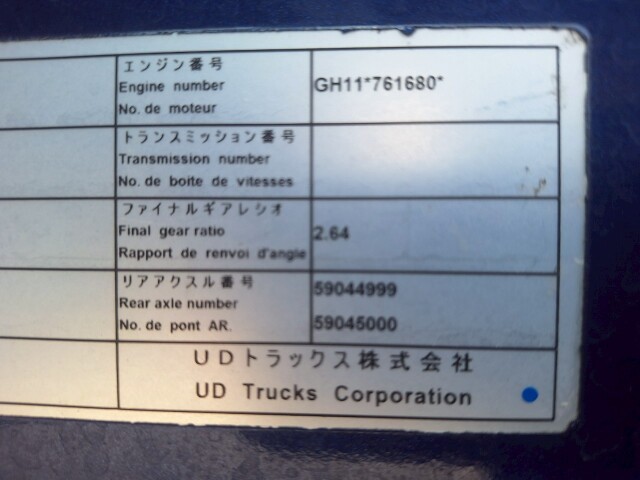 エンジン番号
Engine number
No. de moteur
GH11*761680*
トランスミッション番号
Transmission number
No. de boite de vitesses
ファイナルギアレシオ
Final gear ratio
Rapport de renvoi d'angle
2.64
リアアクスル番号
Rear axle number
No. de pont AR.
59044999
59045000
UDトラックス株式会社
UD Trucks Corporation